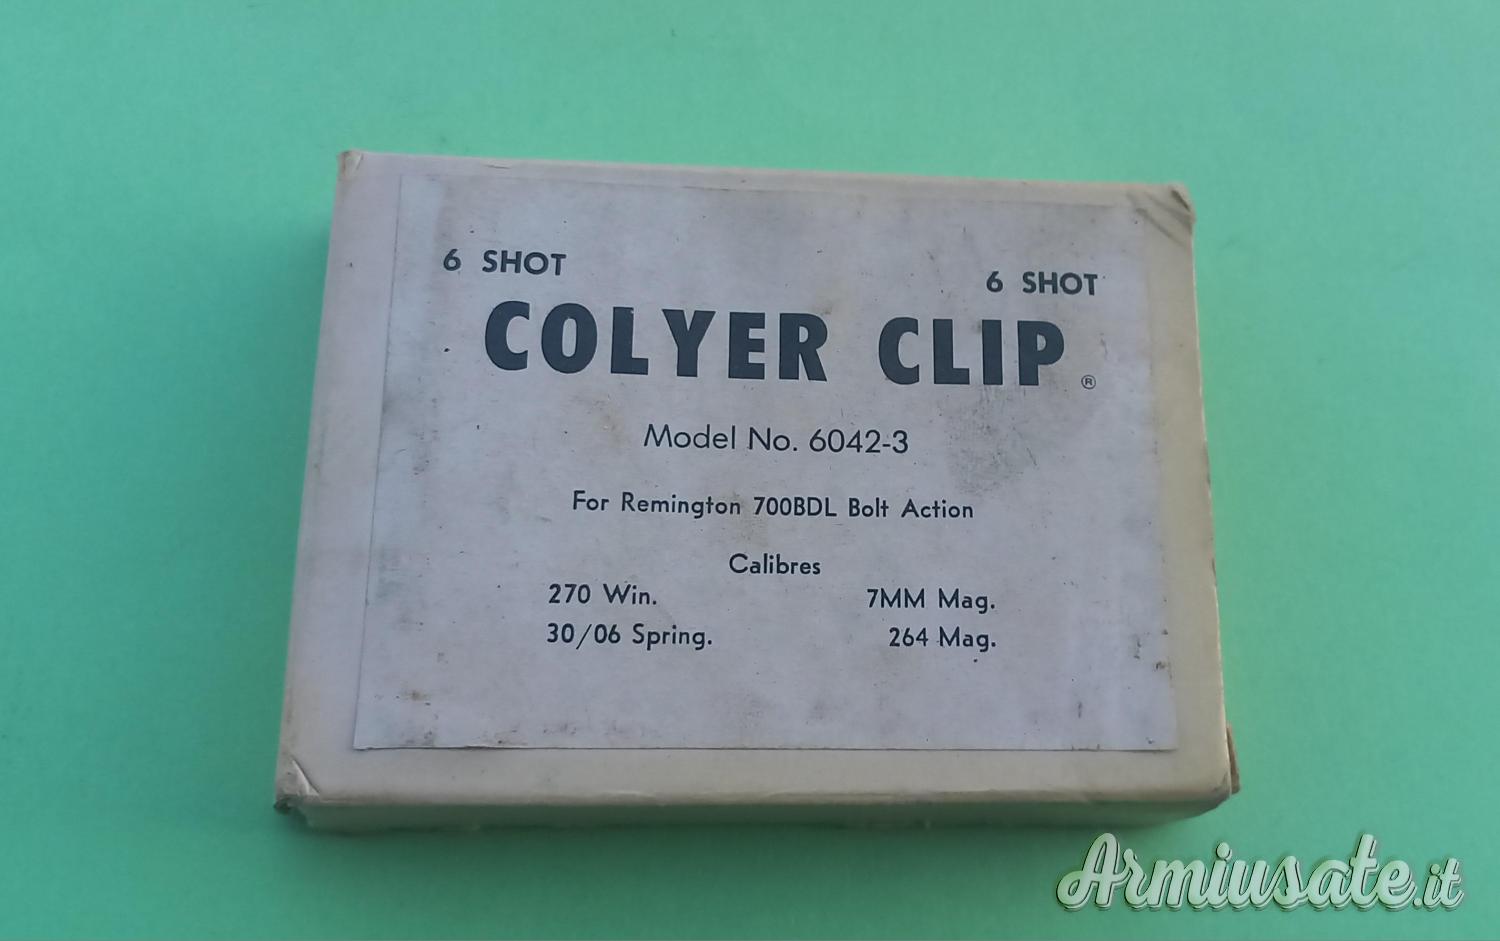 6 SHOT
6 SHOT
COLYER CLIP ®
Model No. 6042-3
For Remington 700BDL Bolt Action
Calibres
270 Win. 7MM Mag.
30/06 Spring. 264 Mag.
Armiusate.it